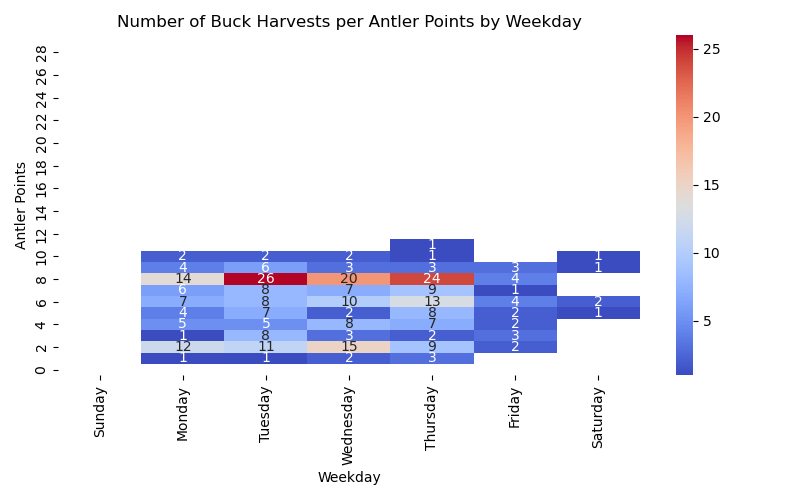 Number of Buck Harvests per Antler Points by Weekday
Antler Points
28
26
24
22
20
18
16
14
12
10
8
6
4
2
0
1
2 2 2 1 1
4 6 3 3 3 1
14 26 20 24 4
6 8 7 9 1
7 8 10 13 4 2
4 7 2 8 2 1
5 5 8 7 2
1 8 3 2 3
12 11 15 9 2
1 1 2 3
Sunday Monday Tuesday Wednesday Thursday Friday Saturday
Weekday
25
20
15
10
5